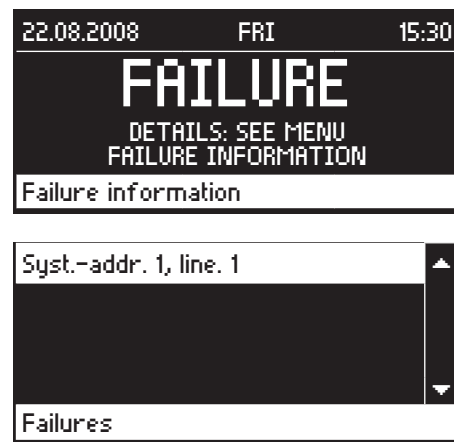 22.08.2008 FRI 15:30
FAILURE
DETAILS: SEE MENU
FAILURE INFORMATION
Failure information
Syst.-addr. 1, line. 1
Failures